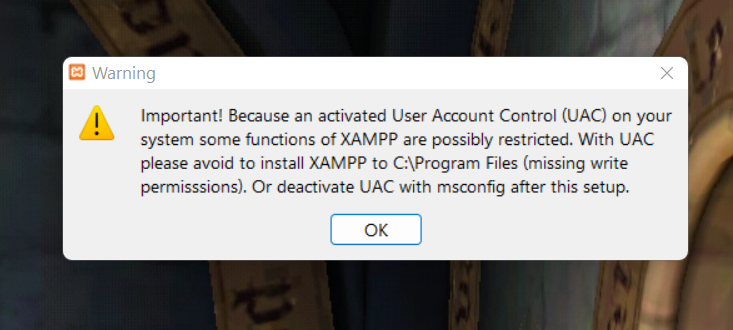 Warning
Important! Because an activated User Account Control (UAC) on your
system some functions of XAMPP are possibly restricted. With UAC
please avoid to install XAMPP to C:\Program Files (missing write
permisssions). Or deactivate UAC with msconfig after this setup.
OK